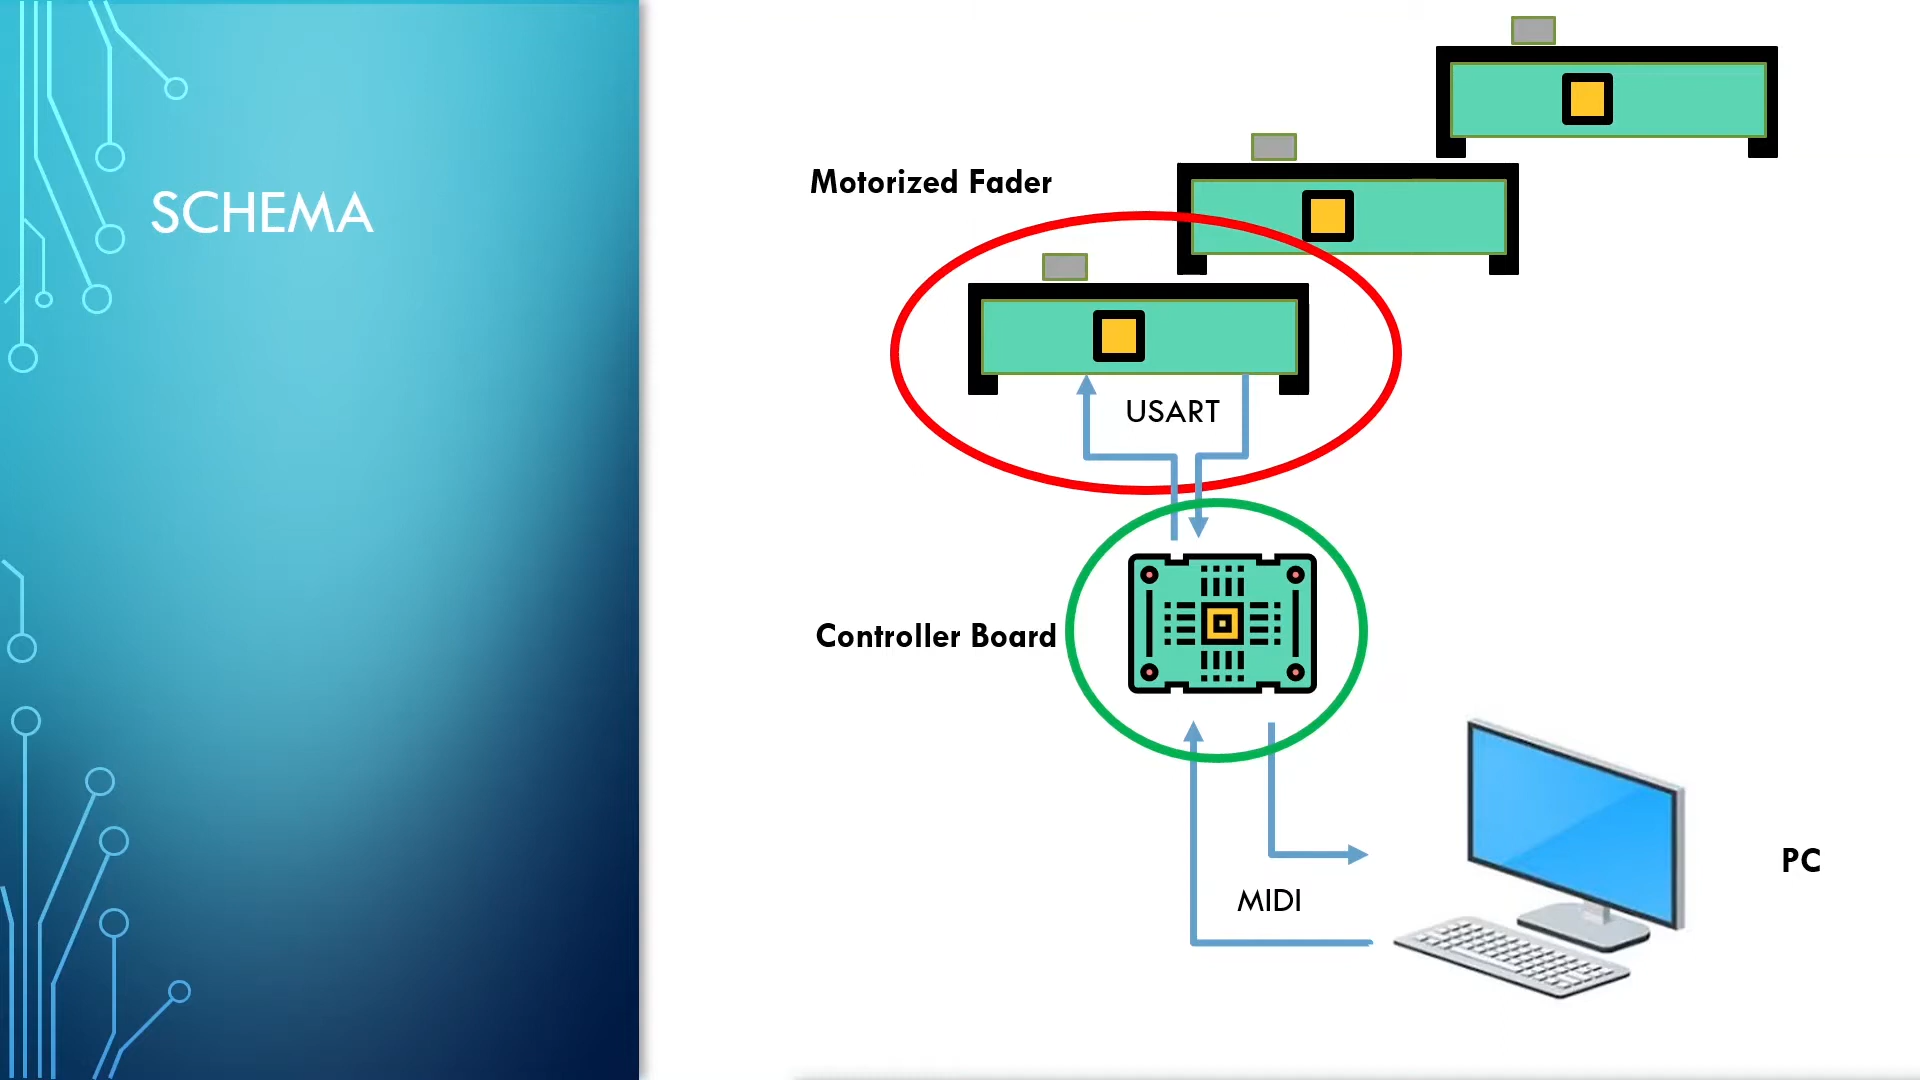 SCHEMA
Motorized Fader
USART
Controller Board
PC
MIDI